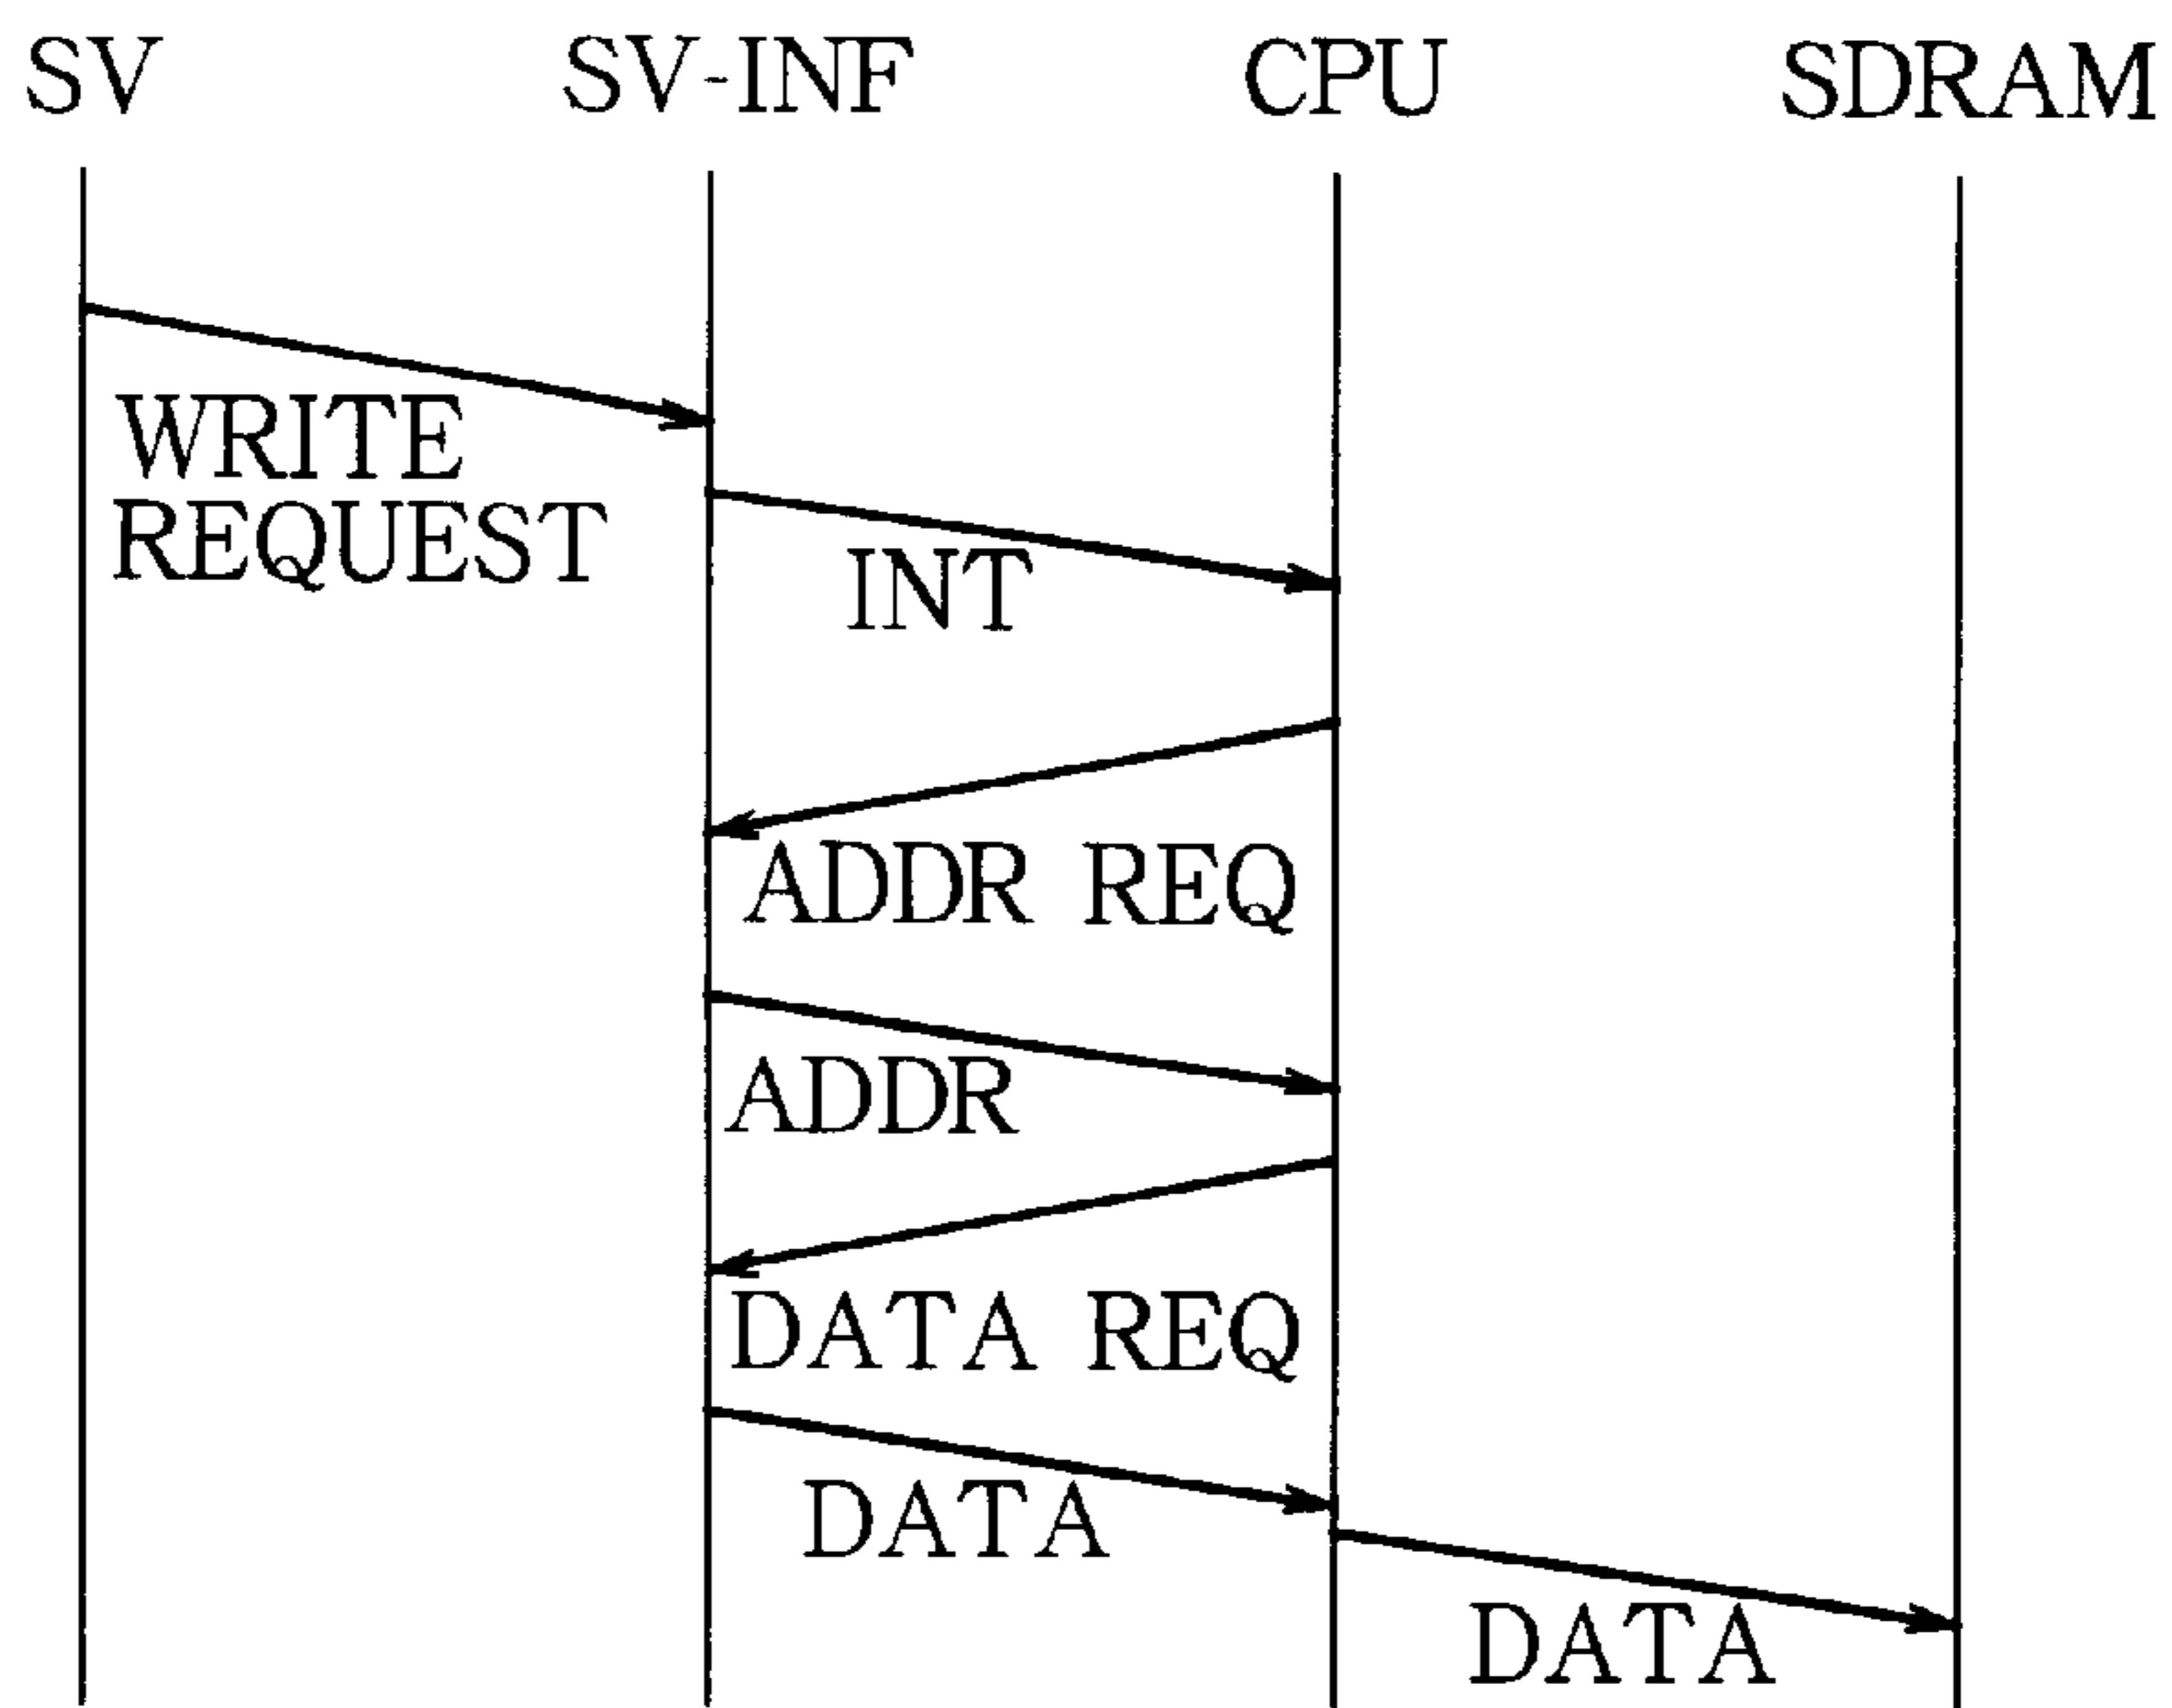 SV SV-INF CPU SDRAM
WRITE
REQUEST
INT
ADDR REQ
ADDR
DATA REQ
DATA
DATA